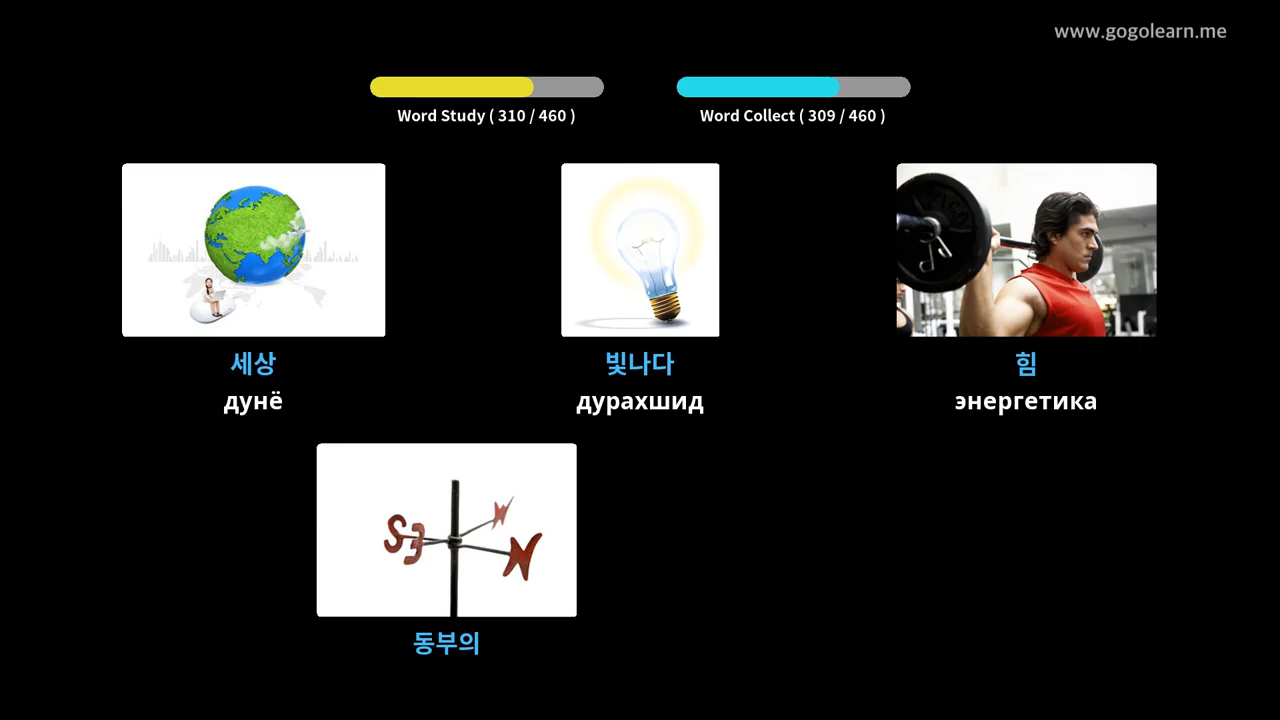 www.gogolearn.me
Word Study ( 310 / 460 )
Word Collect ( 309 / 460 )
세상
빛나다
힘
дунё
дурахшид
энергетика
S
E
N
동부의